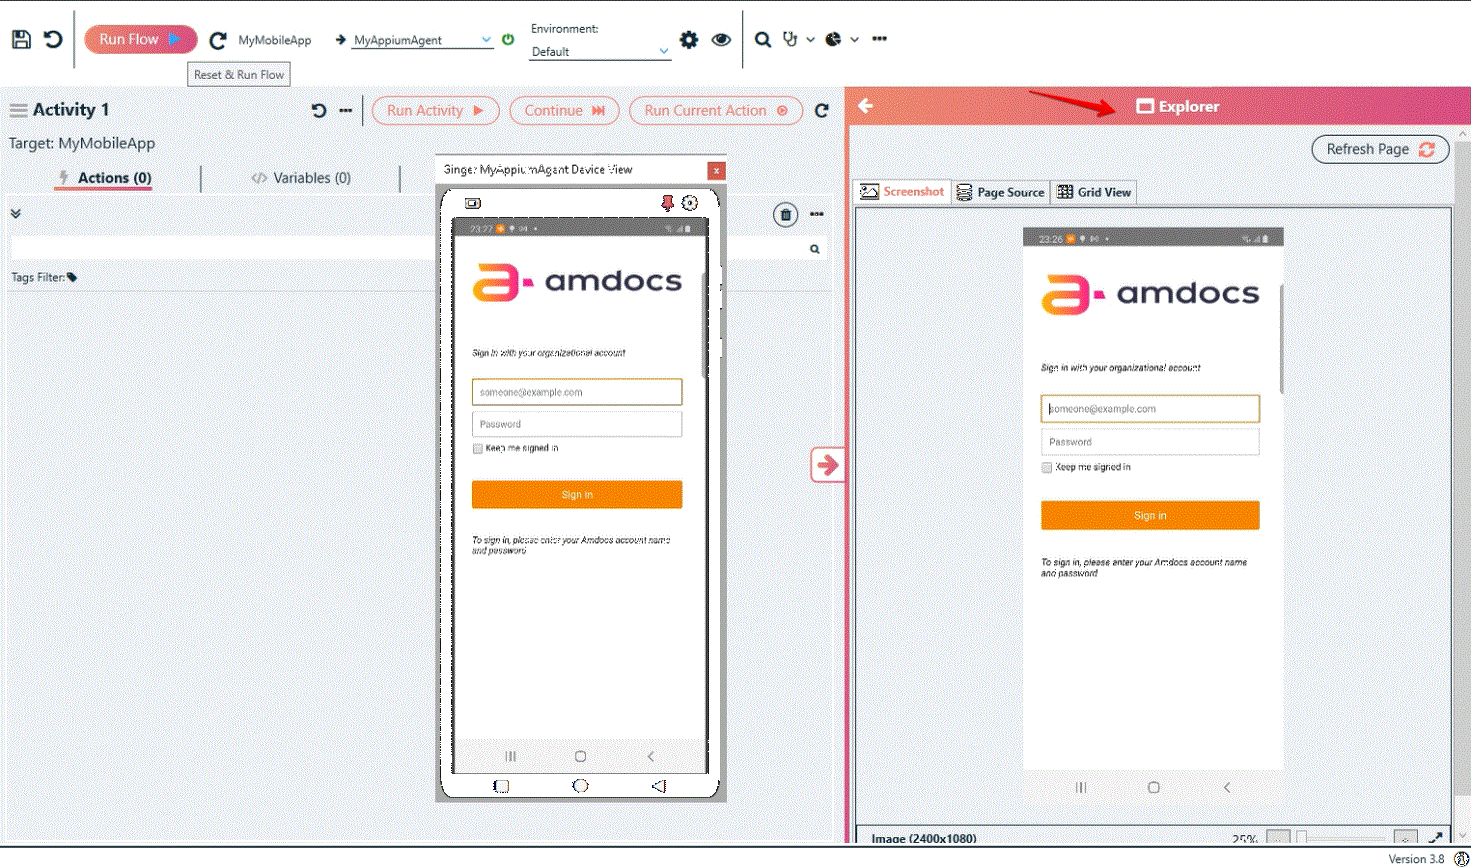 Run Flow
MyMobileApp
MyAppiumAgent
Environment:
Default
Reset & Run Flow
Activity 1
Run Activity
Continue
Run Current Action
Target: MyMobileApp
Actions (0)
Variables (0)
Tags Filter:
Ginger MyAppiumAgent Device View
x
23:27
amdocs
Sign in with your organizational account
someone@example.com
Password
Keep me signed in
Sign in
To sign in, please enter your Amdocs account name
and password
Explorer
Refresh Page
Screenshot
Page Source
Grid View
23:26
amdocs
Sign in with your organizational account
someone@example.com
Password
Keep me signed in
Sign in
To sign in, please enter your Amdocs account name
and password
Image (2400x1080)
25%
Version 3.8